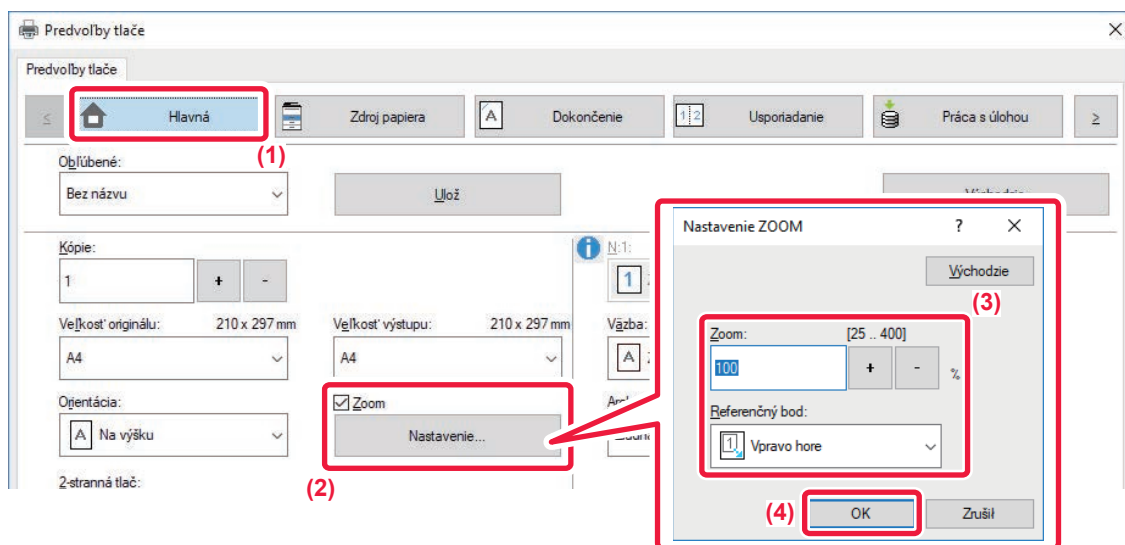 Predvoľby tlače
Predvoľby tlače
Hlavná
Zdroj papiera
Dokončenie
Usporiadanie
Práca s úlohou
(1)
Obľúbené:
Bez názvu
Ulož
Nastavenie ZOOM
Východzie
(3)
Kópie:
1
+ -
N:1:
1
Veľkosť originálu: 210 x 297 mm
A4
Veľkosť výstupu: 210 x 297 mm
A4
Väzba:
A
Zoom: [25 .. 400]
100
+ - %
Orientácia:
A Na výšku
Zoom
Nastavenie...
(2)
Referenčný bod:
1 Vpravo hore
2-stranná tlač:
(4)
OK
Zrušiť